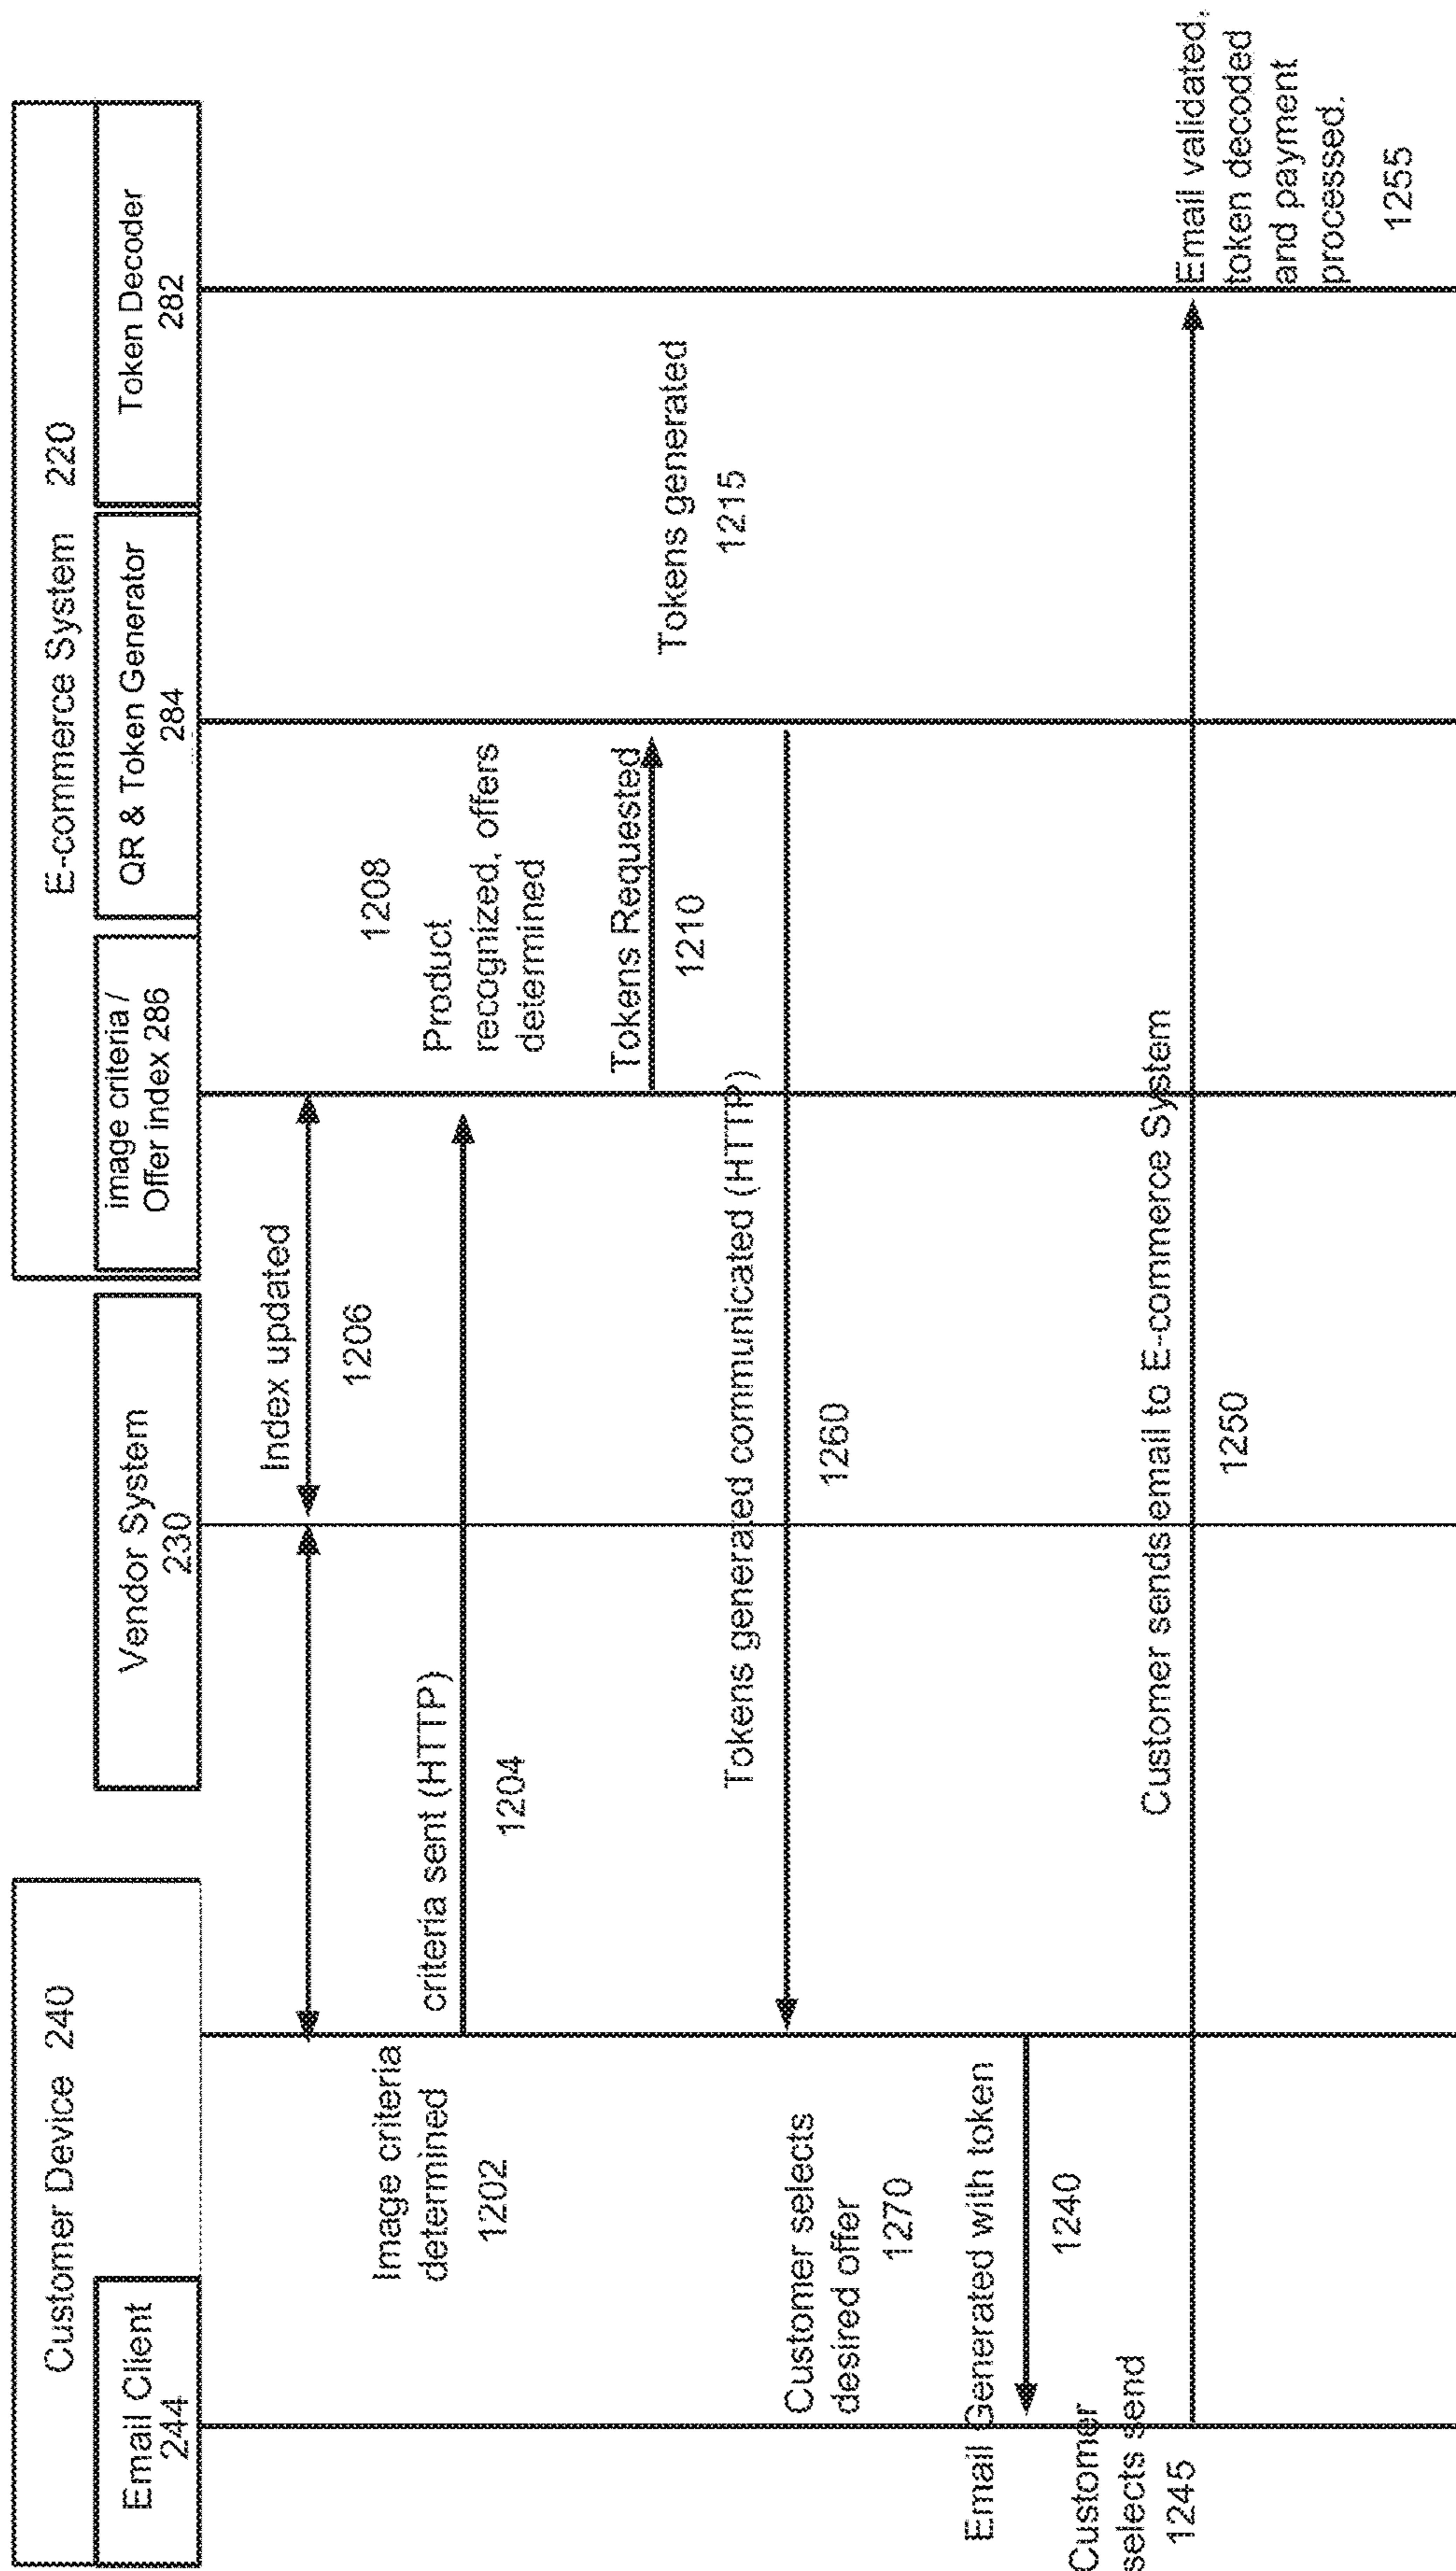 Customer Device 240
Email Client
244
Vendor System
230
E-commerce System 220
image criteria /
Offer index 286
QR & Token Generator
284
Token Decoder
282
Index updated
1206
Image criteria
determined
1202
criteria sent (HTTP)
1204
1208
Product
recognized, offers
determined
Tokens Requested
1210
Tokens generated
1215
Tokens generated communicated (HTTP)
1260
Customer selects
desired offer
1270
Email Generated with token
1240
Customer
selects send
1245
Customer sends email to E-commerce System
1250
Email validated,
token decoded
and payment
processed.
1255